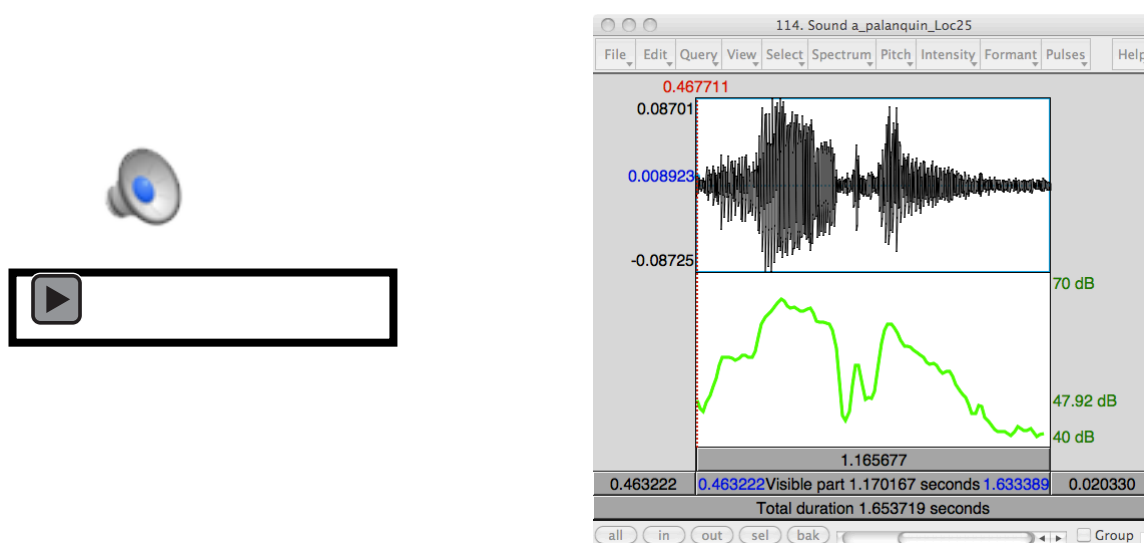 114. Sound a_palanquin_Loc25
File Edit Query View Select Spectrum Pitch Intensity Formant Pulses Help
0.467711
0.08701
0.008923
-0.08725
70 dB
47.92 dB
40 dB
1.165677
0.463222 0.463222 Visible part 1.170167 seconds 1.633389 0.020330
Total duration 1.653719 seconds
all in out sel bak Group